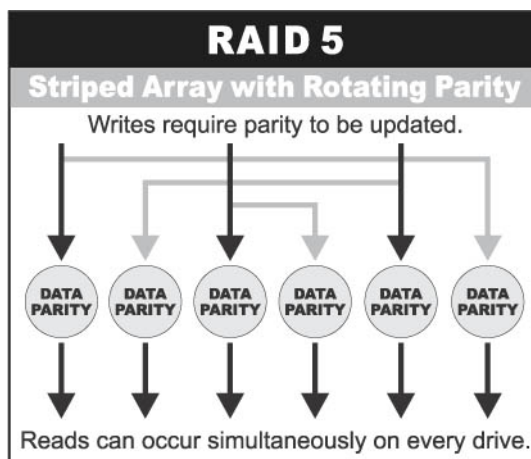 RAID 5
Striped Array with Rotating Parity
Writes require parity to be updated.
DATA PARITY
DATA PARITY
DATA PARITY
DATA PARITY
DATA PARITY
DATA PARITY
Reads can occur simultaneously on every drive.